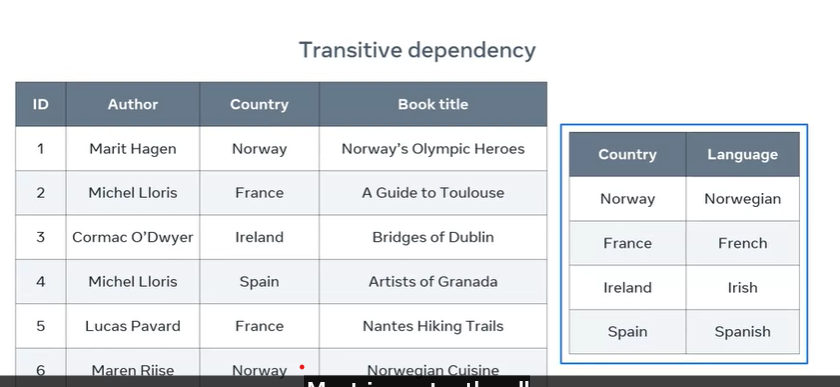 Transitive dependency
ID Author Country Book title
1 Marit Hagen Norway Norway's Olympic Heroes
2 Michel Lloris France A Guide to Toulouse
3 Cormac O'Dwyer Ireland Bridges of Dublin
4 Michel Lloris Spain Artists of Granada
5 Lucas Pavard France Nantes Hiking Trails
6 Maren Riise Norway Norwegian Cuisine
Country Language
Norway Norwegian
France French
Ireland Irish
Spain Spanish